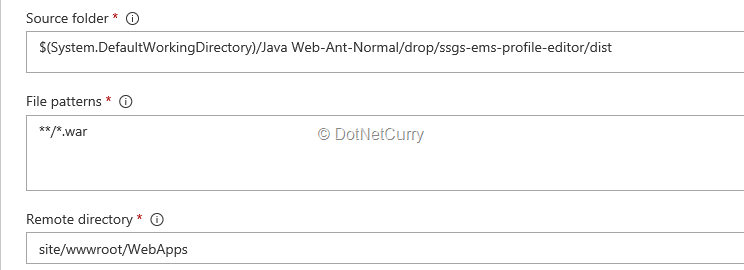 Source folder * ⓘ
$(System.DefaultWorkingDirectory)/Java Web-Ant-Normal/drop/ssgs-ems-profile-editor/dist
File patterns * ⓘ
**/*.war
© DotNetCurry
Remote directory * ⓘ
site/wwwroot/WebApps